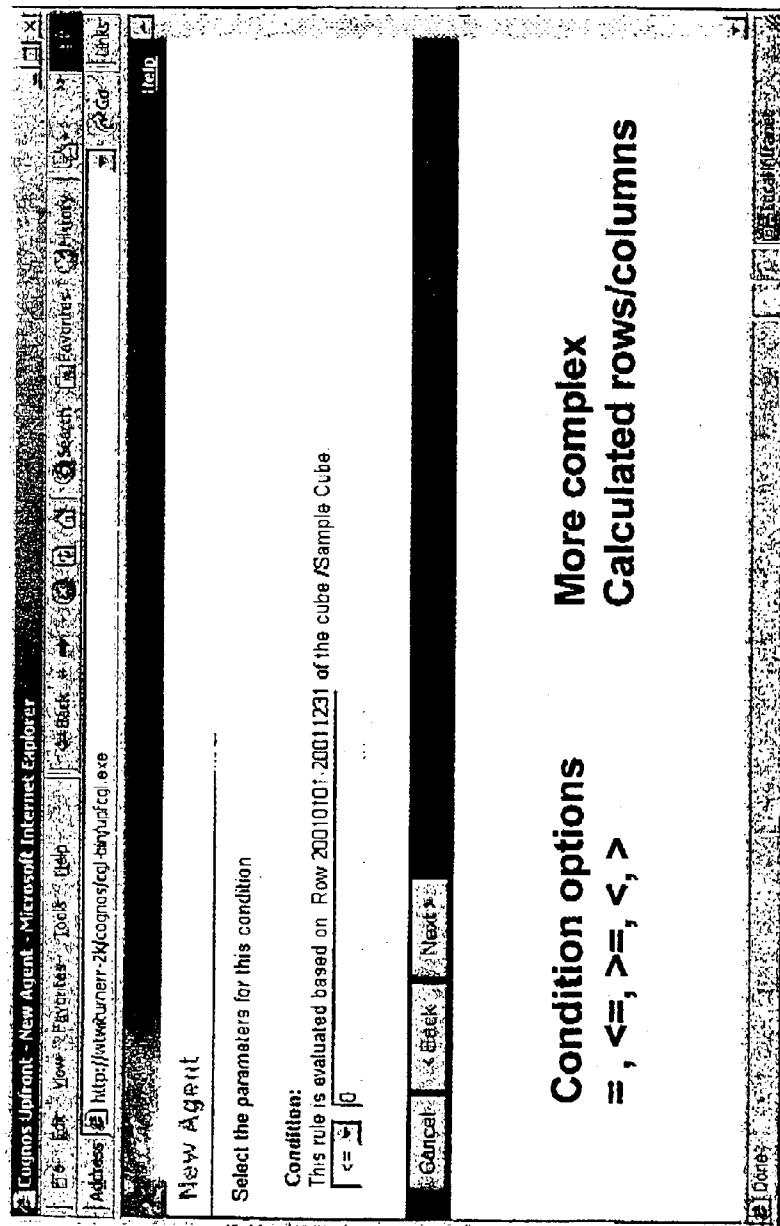 Cognos Upfront - New Agent - Microsoft Internet Explorer
File Edit View Favorites Tools Help
Back Search Favorites History
Address http://wtwkturnerr-2k/cognos/cgi-bin/upfcgi.exe Go Links
Help
New Agent
Select the parameters for this condition
Condition:
This rule is evaluated based on Row 20010101-20011231 of the cube /Sample Cube.
<= 0
Cancel < Back Next >
Condition options
= , <=, >=, <, >
More complex
Calculated rows/columns
Done Local intranet